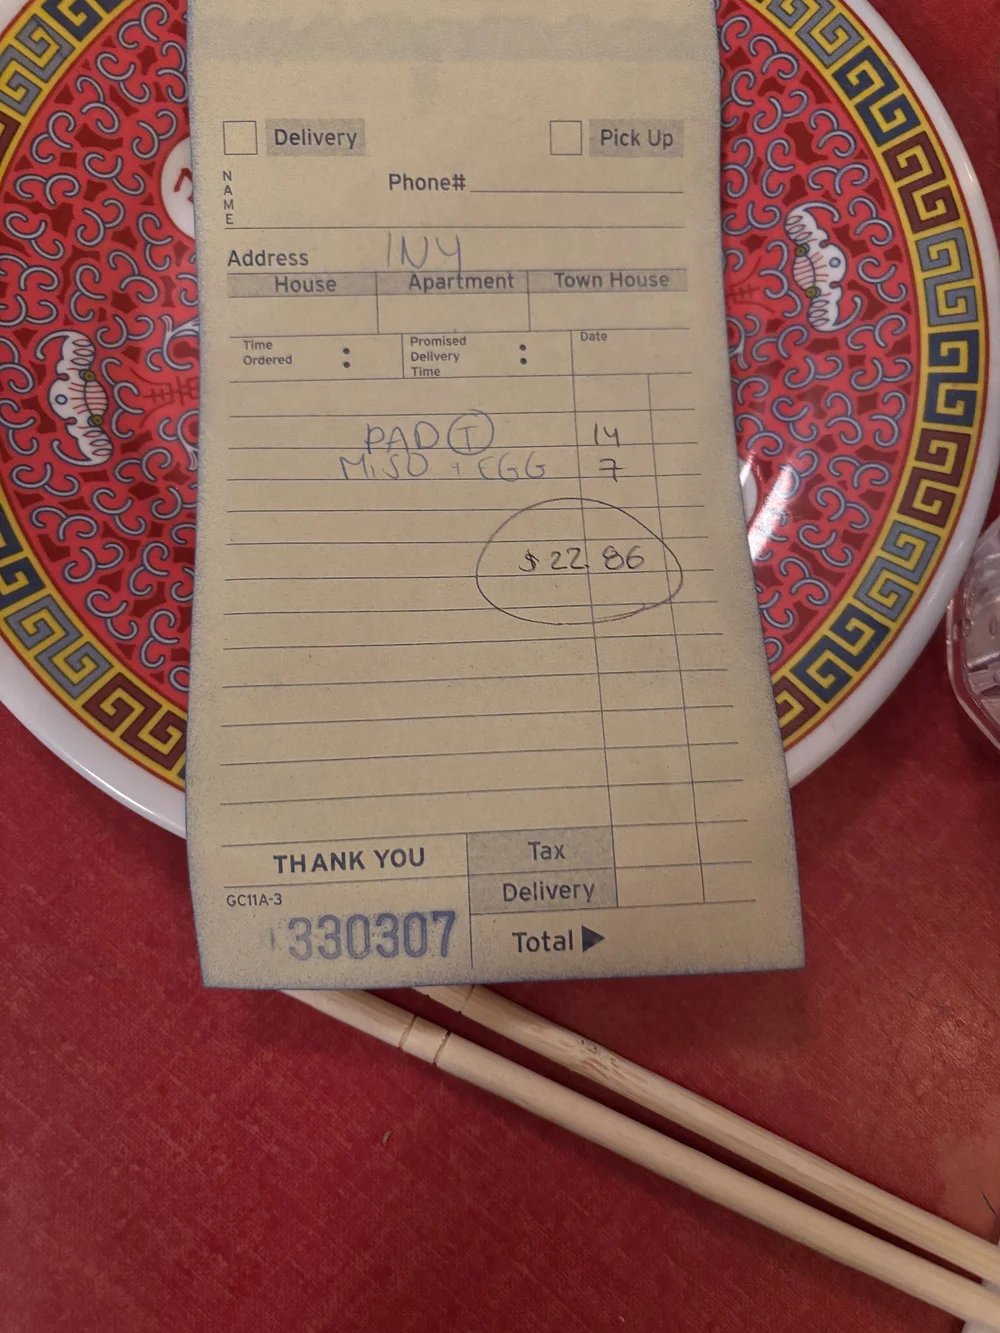 Delivery Pick Up
NAME Phone#
Address INY
House Apartment Town House
Time Ordered : Promised Delivery Time : Date
PAD T 14
MISO + EGG 7
$22.86
THANK YOU Tax
GC11A-3 Delivery
330307 Total